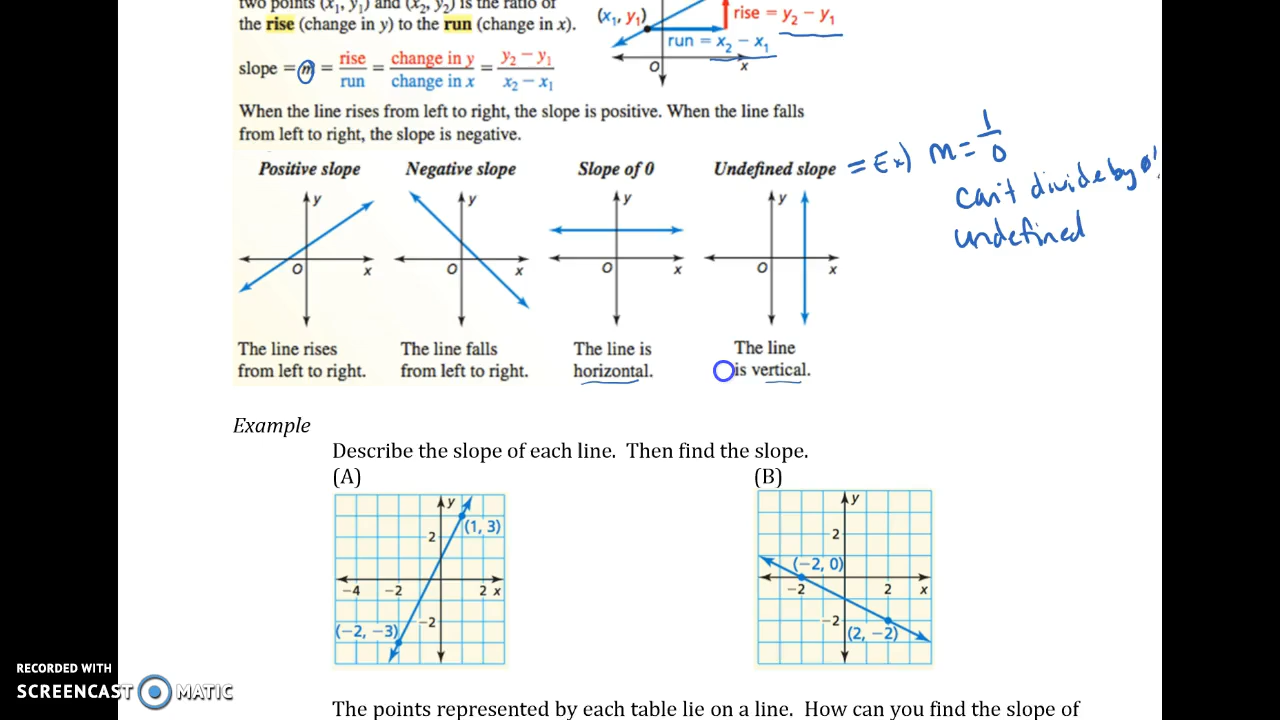 two points (x₁, y₁) and (x₂, y₂) is the ratio of
the rise (change in y) to the run (change in x).
(x₁, y₁)
rise = y₂ − y₁
run = x₂ − x₁
O
x
slope = m = rise/run = change in y/change in x = y₂ − y₁/x₂ − x₁
When the line rises from left to right, the slope is positive. When the line falls
from left to right, the slope is negative.
Positive slope
Negative slope
Slope of 0
Undefined slope
= Ex) m = 1/0
can't divide by 0!
undefined
y
O
x
y
O
x
y
O
x
y
O
x
The line rises
from left to right.
The line falls
from left to right.
The line is
horizontal.
The line
is vertical.
Example
Describe the slope of each line. Then find the slope.
(A)
(B)
y
(1, 3)
2
−4
−2
2 x
(−2, −3)
−2
y
2
(−2, 0)
−2
2
x
−2
(2, −2)
The points represented by each table lie on a line. How can you find the slope of
RECORDED WITH
SCREENCAST MATIC